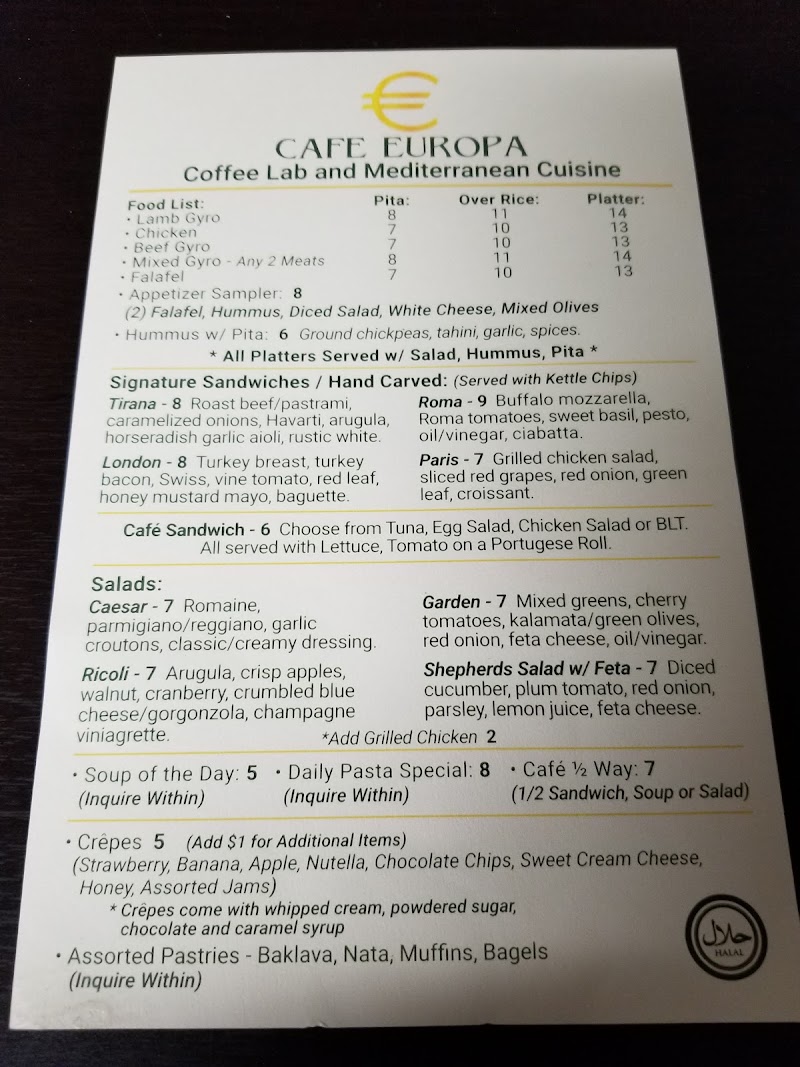 €
CAFE EUROPA
Coffee Lab and Mediterranean Cuisine
Food List: Pita: Over Rice: Platter:
• Lamb Gyro 8 11 14
• Chicken 7 10 13
• Beef Gyro 7 10 13
• Mixed Gyro - Any 2 Meats 8 11 14
• Falafel 7 10 13
• Appetizer Sampler: 8
(2) Falafel, Hummus, Diced Salad, White Cheese, Mixed Olives
• Hummus w/ Pita: 6 Ground chickpeas, tahini, garlic, spices.
* All Platters Served w/ Salad, Hummus, Pita *
Signature Sandwiches / Hand Carved: (Served with Kettle Chips)
Tirana - 8 Roast beef/pastrami,
caramelized onions, Havarti, arugula,
horseradish garlic aioli, rustic white.
Roma - 9 Buffalo mozzarella,
Roma tomatoes, sweet basil, pesto,
oil/vinegar, ciabatta.
London - 8 Turkey breast, turkey
bacon, Swiss, vine tomato, red leaf,
honey mustard mayo, baguette.
Paris - 7 Grilled chicken salad,
sliced red grapes, red onion, green
leaf, croissant.
Café Sandwich - 6 Choose from Tuna, Egg Salad, Chicken Salad or BLT.
All served with Lettuce, Tomato on a Portugese Roll.
Salads:
Caesar - 7 Romaine,
parmigiano/reggiano, garlic
croutons, classic/creamy dressing.
Garden - 7 Mixed greens, cherry
tomatoes, kalamata/green olives,
red onion, feta cheese, oil/vinegar.
Ricoli - 7 Arugula, crisp apples,
walnut, cranberry, crumbled blue
cheese/gorgonzola, champagne
viniagrette.
Shepherds Salad w/ Feta - 7 Diced
cucumber, plum tomato, red onion,
parsley, lemon juice, feta cheese.
*Add Grilled Chicken 2
• Soup of the Day: 5 • Daily Pasta Special: 8 • Café ½ Way: 7
(Inquire Within) (Inquire Within) (1/2 Sandwich, Soup or Salad)
• Crêpes 5 (Add $1 for Additional Items)
(Strawberry, Banana, Apple, Nutella, Chocolate Chips, Sweet Cream Cheese,
Honey, Assorted Jams)
* Crêpes come with whipped cream, powdered sugar,
chocolate and caramel syrup
• Assorted Pastries - Baklava, Nata, Muffins, Bagels
(Inquire Within)
حلال
HALAL